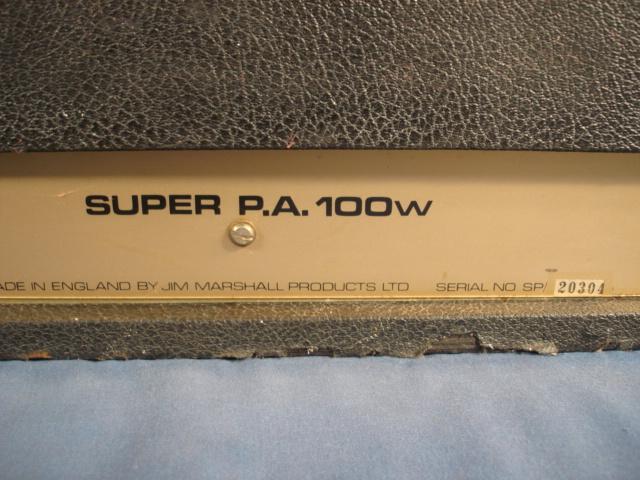 SUPER P.A. 100W
ADE IN ENGLAND BY JIM MARSHALL PRODUCTS LTD SERIAL NO SP/ 20304